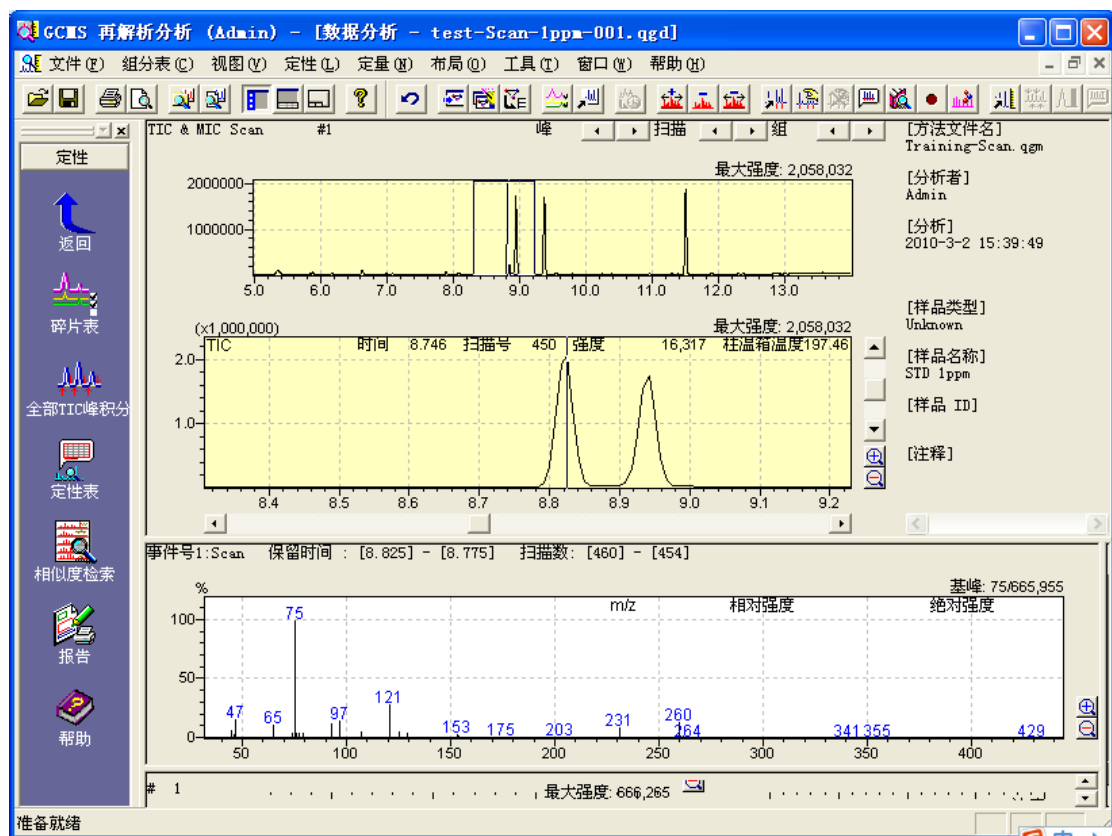 GCMS 再解析分析 (Admin) - [数据分析 - test-Scan-1ppm-001.qgd]
文件(F) 组分表(C) 视图(V) 定性(L) 定量(N) 布局(O) 工具(T) 窗口(W) 帮助(H)
定性
返回
碎片表
全部TIC峰积分
定性表
相似度检索
报告
帮助
TIC & MIC Scan #1 峰 扫描 组
最大强度: 2,058,032
2000000
1000000
5.0 6.0 7.0 8.0 9.0 10.0 11.0 12.0 13.0
(x1,000,000) 最大强度: 2,058,032
TIC 时间 8.746 扫描号 450 强度 16,317 柱温箱温度197.46
2.0
1.0
8.4 8.5 8.6 8.7 8.8 8.9 9.0 9.1 9.2
[方法文件名]
Training-Scan.qgm
[分析者]
Admin
[分析]
2010-3-2 15:39:49
[样品类型]
Unknown
[样品名称]
STD 1ppm
[样品 ID]
[注释]
事件号1:Scan 保留时间 : [8.825] - [8.775] 扫描数: [460] - [454]
% 基峰: 75/665,955
m/z 相对强度 绝对强度
100
50
0
75
47 65 97 121 153 175 203 231 260 264 341 355 429
50 100 150 200 250 300 350 400
# 1 最大强度: 666,265
准备就绪